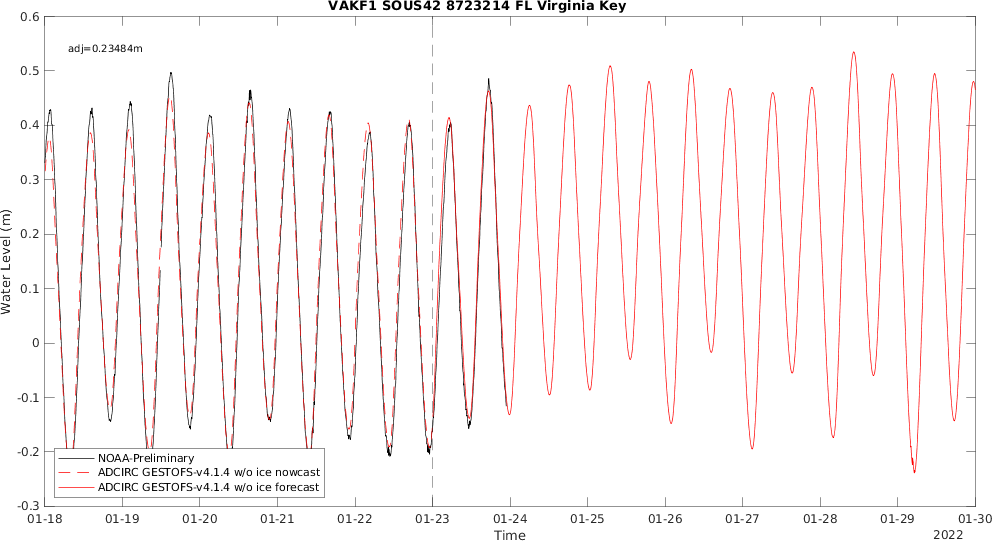 VAKF1 SOUS42 8723214 FL Virginia Key
adj=0.23484m
0.6
0.5
0.4
0.3
0.2
0.1
0
-0.1
-0.2
-0.3
Water Level (m)
NOAA-Preliminary
ADCIRC GESTOFS-v4.1.4 w/o ice nowcast
ADCIRC GESTOFS-v4.1.4 w/o ice forecast
01-18 01-19 01-20 01-21 01-22 01-23 01-24 01-25 01-26 01-27 01-28 01-29 01-30
Time
2022